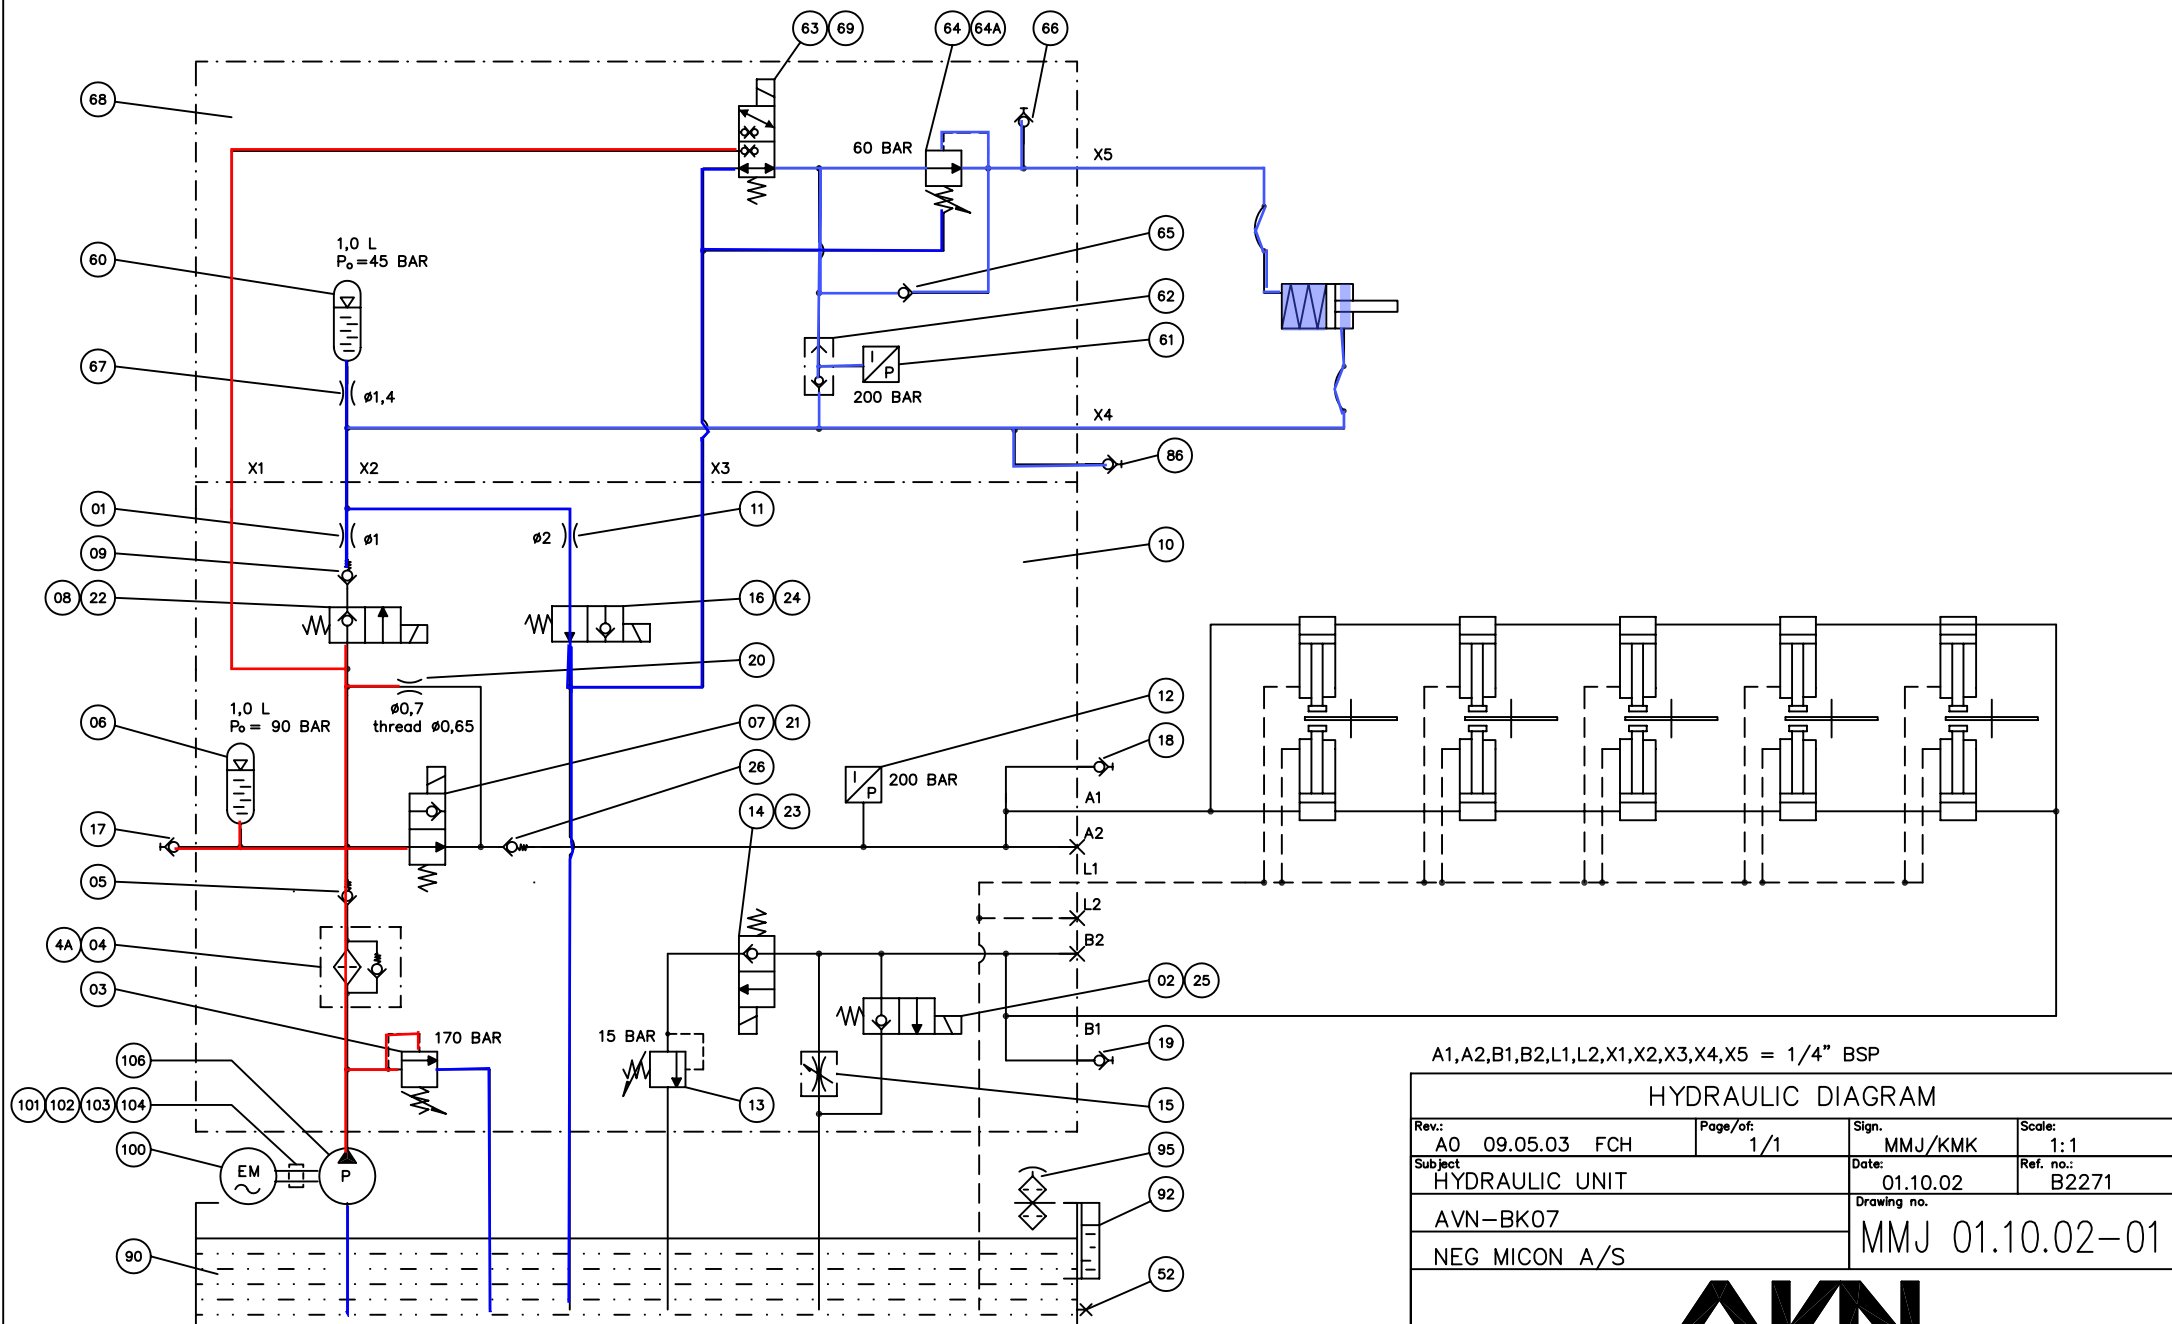 63 69 64 64A 66
68
60 BAR
X5
65
1,0 L
P₀=45 BAR
60
62
61
67
ø1,4
200 BAR
X4
86
X1 X2 X3
01
ø1
ø2
11
09
10
08 22
16 24
20
12
06
1,0 L
P₀= 90 BAR
ø0,7
thread ø0,65
07 21
18
26
200 BAR
14 23
A1
17
A2
05
L1
L2
4A 04
B2
03
02 25
170 BAR
15 BAR
B1
19
106
101 102 103 104
13
15
100
EM
P
95
92
90
52
I
P
I
P
A1,A2,B1,B2,L1,L2,X1,X2,X3,X4,X5 = 1/4” BSP
HYDRAULIC DIAGRAM
Rev.: A0 09.05.03 FCH
Page/of: 1/1
Sign. MMJ/KMK
Scale: 1:1
Subject HYDRAULIC UNIT
Date: 01.10.02
Ref. no.: B2271
AVN-BK07
Drawing no.
MMJ 01.10.02-01
NEG MICON A/S